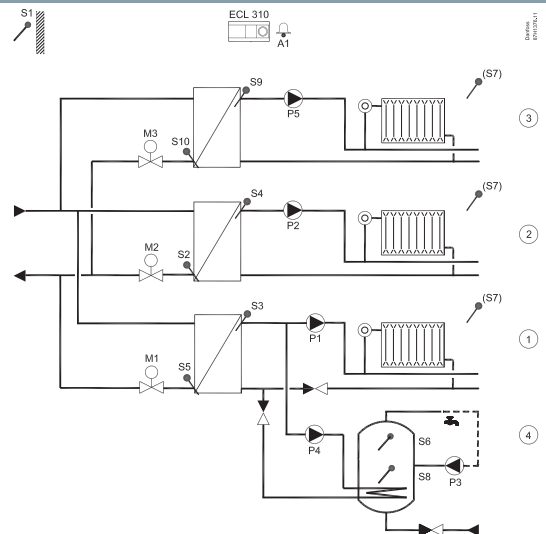 S1
ECL 310
A1
Danfoss
87H1378.11
S9
(S7)
P5
M3
S10
3
S4
(S7)
P2
M2
S2
2
S3
(S7)
P1
M1
S5
1
P4
S6
S8
P3
4